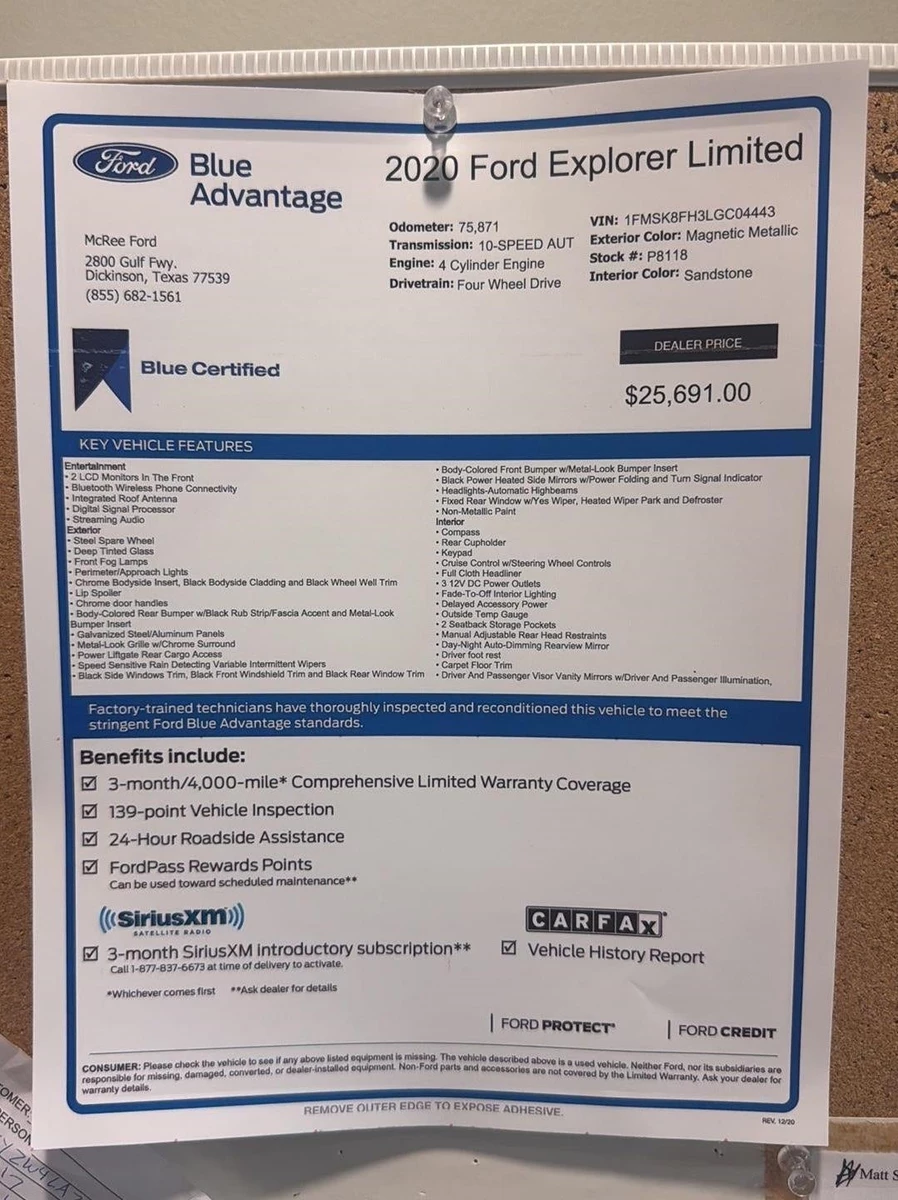 Ford
Blue
Advantage
2020 Ford Explorer Limited
McRee Ford
2800 Gulf Fwy.
Dickinson, Texas 77539
(855) 682-1561
Odometer: 75,871
Transmission: 10-SPEED AUT
Engine: 4 Cylinder Engine
Drivetrain: Four Wheel Drive
VIN: 1FMSK8FH3LGC04443
Exterior Color: Magnetic Metallic
Stock #: P8118
Interior Color: Sandstone
Blue Certified
DEALER PRICE
$25,691.00
KEY VEHICLE FEATURES
Entertainment
• 2 LCD Monitors In The Front
• Bluetooth Wireless Phone Connectivity
• Integrated Roof Antenna
• Digital Signal Processor
• Streaming Audio
Exterior
• Steel Spare Wheel
• Deep Tinted Glass
• Front Fog Lamps
• Perimeter/Approach Lights
• Chrome Bodyside Insert, Black Bodyside Cladding and Black Wheel Well Trim
• Lip Spoiler
• Chrome door handles
• Body-Colored Rear Bumper w/Black Rub Strip/Fascia Accent and Metal-Look
Bumper Insert
• Galvanized Steel/Aluminum Panels
• Metal-Look Grille w/Chrome Surround
• Power Liftgate Rear Cargo Access
• Speed Sensitive Rain Detecting Variable Intermittent Wipers
• Black Side Windows Trim, Black Front Windshield Trim and Black Rear Window Trim
• Body-Colored Front Bumper w/Metal-Look Bumper Insert
• Black Power Heated Side Mirrors w/Power Folding and Turn Signal Indicator
• Headlights-Automatic Highbeams
• Fixed Rear Window w/Yes Wiper, Heated Wiper Park and Defroster
• Non-Metallic Paint
Interior
• Compass
• Rear Cupholder
• Keypad
• Cruise Control w/Steering Wheel Controls
• Full Cloth Headliner
• 3 12V DC Power Outlets
• Fade-To-Off Interior Lighting
• Delayed Accessory Power
• Outside Temp Gauge
• 2 Seatback Storage Pockets
• Manual Adjustable Rear Head Restraints
• Day-Night Auto-Dimming Rearview Mirror
• Driver foot rest
• Carpet Floor Trim
• Driver And Passenger Visor Vanity Mirrors w/Driver And Passenger Illumination,
Factory-trained technicians have thoroughly inspected and reconditioned this vehicle to meet the
stringent Ford Blue Advantage standards.
Benefits include:
3-month/4,000-mile* Comprehensive Limited Warranty Coverage
139-point Vehicle Inspection
24-Hour Roadside Assistance
FordPass Rewards Points
Can be used toward scheduled maintenance**
SiriusXM
SATELLITE RADIO
3-month SiriusXM introductory subscription**
Call 1-877-837-6673 at time of delivery to activate.
*Whichever comes first **Ask dealer for details
CARFAX
Vehicle History Report
FORD PROTECT
FORD CREDIT
CONSUMER: Please check the vehicle to see if any above listed equipment is missing. The vehicle described above is a used vehicle. Neither Ford, nor its subsidiaries are
responsible for missing, damaged, converted, or dealer-installed equipment. Non-Ford parts and accessories are not covered by the Limited Warranty. Ask your dealer for
warranty details.
REMOVE OUTER EDGE TO EXPOSE ADHESIVE.
REV. 12/20
Matt S